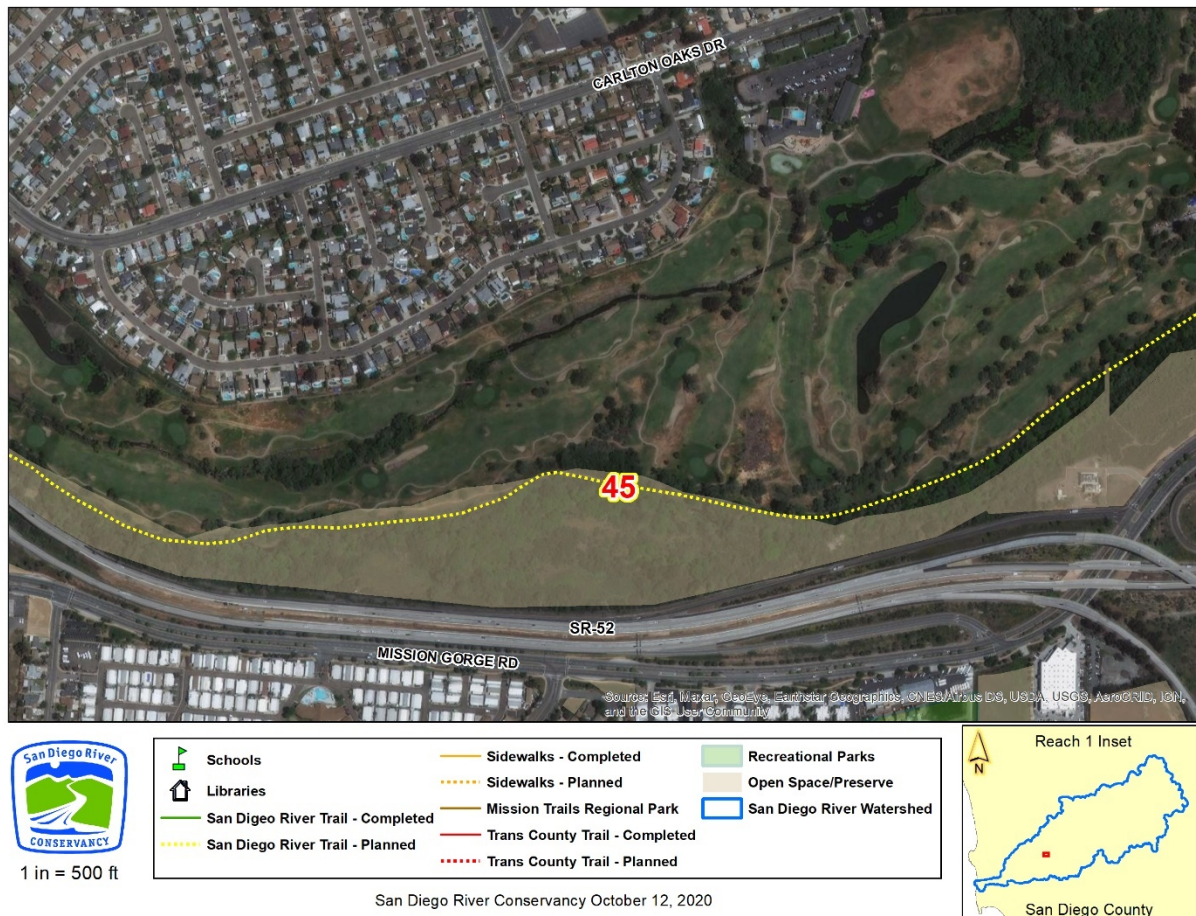 CARLTON OAKS DR
45
SR-52
MISSION GORGE RD
Source: Esri, Maxar, GeoEye, Earthstar Geographics, CNES/Airbus DS, USDA, USGS, AeroGRID, IGN,
and the GIS User Community
San Diego River
CONSERVANCY
1 in = 500 ft
Schools
Libraries
San Digeo River Trail - Completed
San Diego River Trail - Planned
Sidewalks - Completed
Sidewalks - Planned
Mission Trails Regional Park
Trans County Trail - Completed
Trans County Trail - Planned
Recreational Parks
Open Space/Preserve
San Diego River Watershed
San Diego River Conservancy October 12, 2020
Reach 1 Inset
N
San Diego County